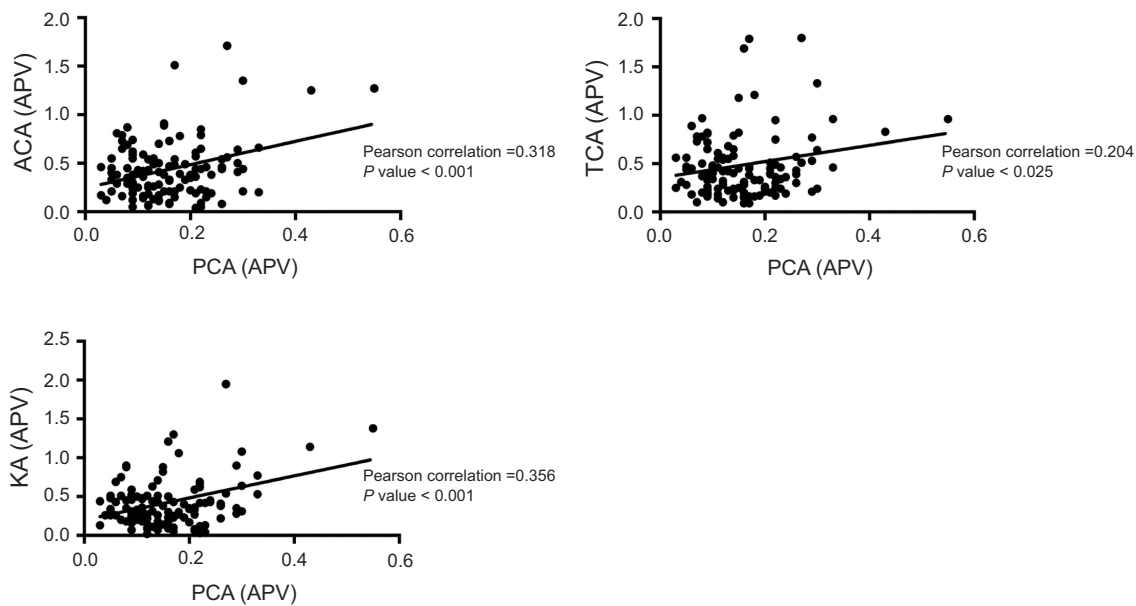 ACA (APV)
2.0
1.5
1.0
0.5
0.0
0.0 0.2 0.4 0.6
PCA (APV)
Pearson correlation =0.318
P value < 0.001
TCA (APV)
2.0
1.5
1.0
0.5
0.0
0.0 0.2 0.4 0.6
PCA (APV)
Pearson correlation =0.204
P value < 0.025
KA (APV)
2.5
2.0
1.5
1.0
0.5
0.0
0.0 0.2 0.4 0.6
PCA (APV)
Pearson correlation =0.356
P value < 0.001